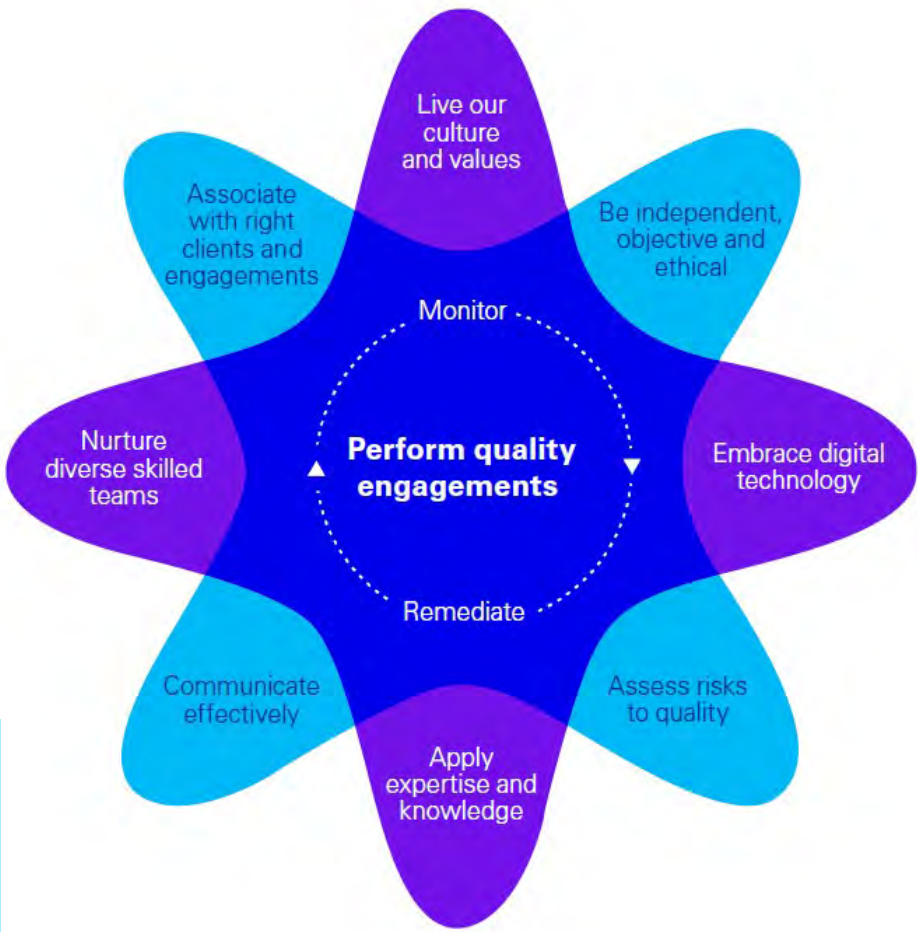 Live our
culture
and values
Be independent,
objective and
ethical
Embrace digital
technology
Assess risks
to quality
Apply
expertise and
knowledge
Communicate
effectively
Nurture
diverse skilled
teams
Associate
with right
clients and
engagements
Monitor
Perform quality
engagements
Remediate